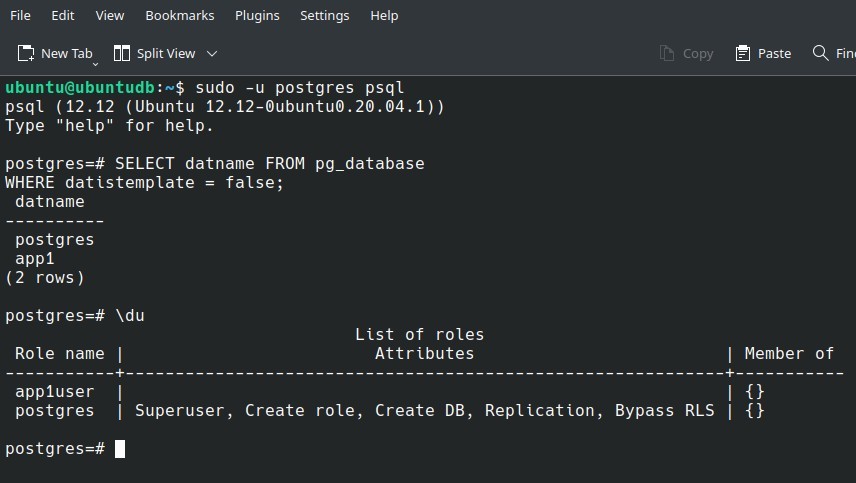 File Edit View Bookmarks Plugins Settings Help
New Tab Split View Copy Paste
ubuntu@ubuntudb:~$ sudo -u postgres psql
psql (12.12 (Ubuntu 12.12-0ubuntu0.20.04.1))
Type "help" for help.
postgres=# SELECT datname FROM pg_database
WHERE datistemplate = false;
datname
----------
postgres
app1
(2 rows)
postgres=# \du
List of roles
Role name | Attributes | Member of
-----------+------------------------------------------------------------+-----------
app1user | | {}
postgres | Superuser, Create role, Create DB, Replication, Bypass RLS | {}
postgres=#